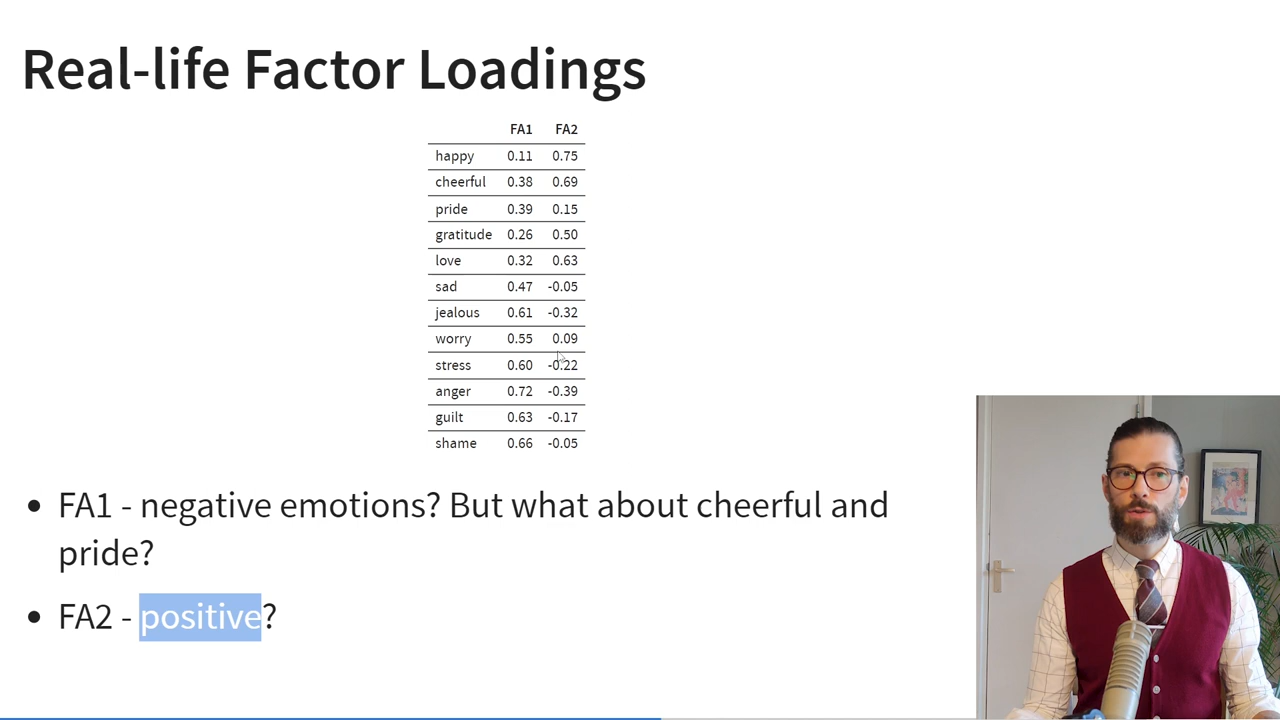 Real-life Factor Loadings
FA1 FA2
happy 0.11 0.75
cheerful 0.38 0.69
pride 0.39 0.15
gratitude 0.26 0.50
love 0.32 0.63
sad 0.47 -0.05
jealous 0.61 -0.32
worry 0.55 0.09
stress 0.60 -0.22
anger 0.72 -0.39
guilt 0.63 -0.17
shame 0.66 -0.05
• FA1 - negative emotions? But what about cheerful and
pride?
• FA2 - positive?